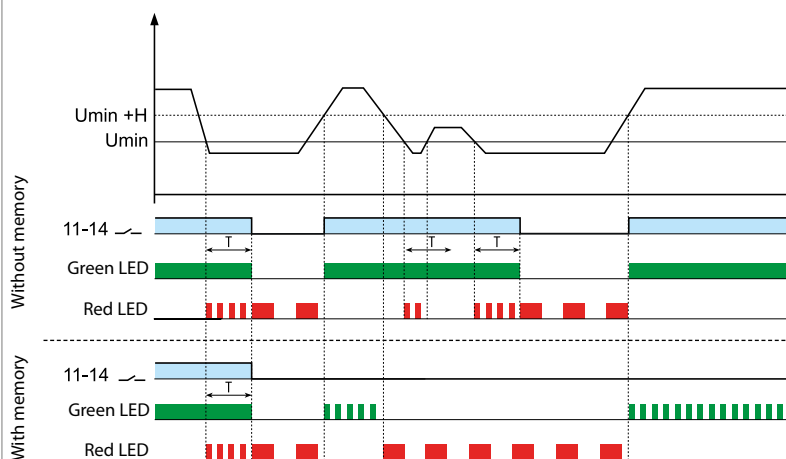 Umin +H
Umin
Without memory
11-14
T
T
T
Green LED
Red LED
With memory
11-14
T
Green LED
Red LED